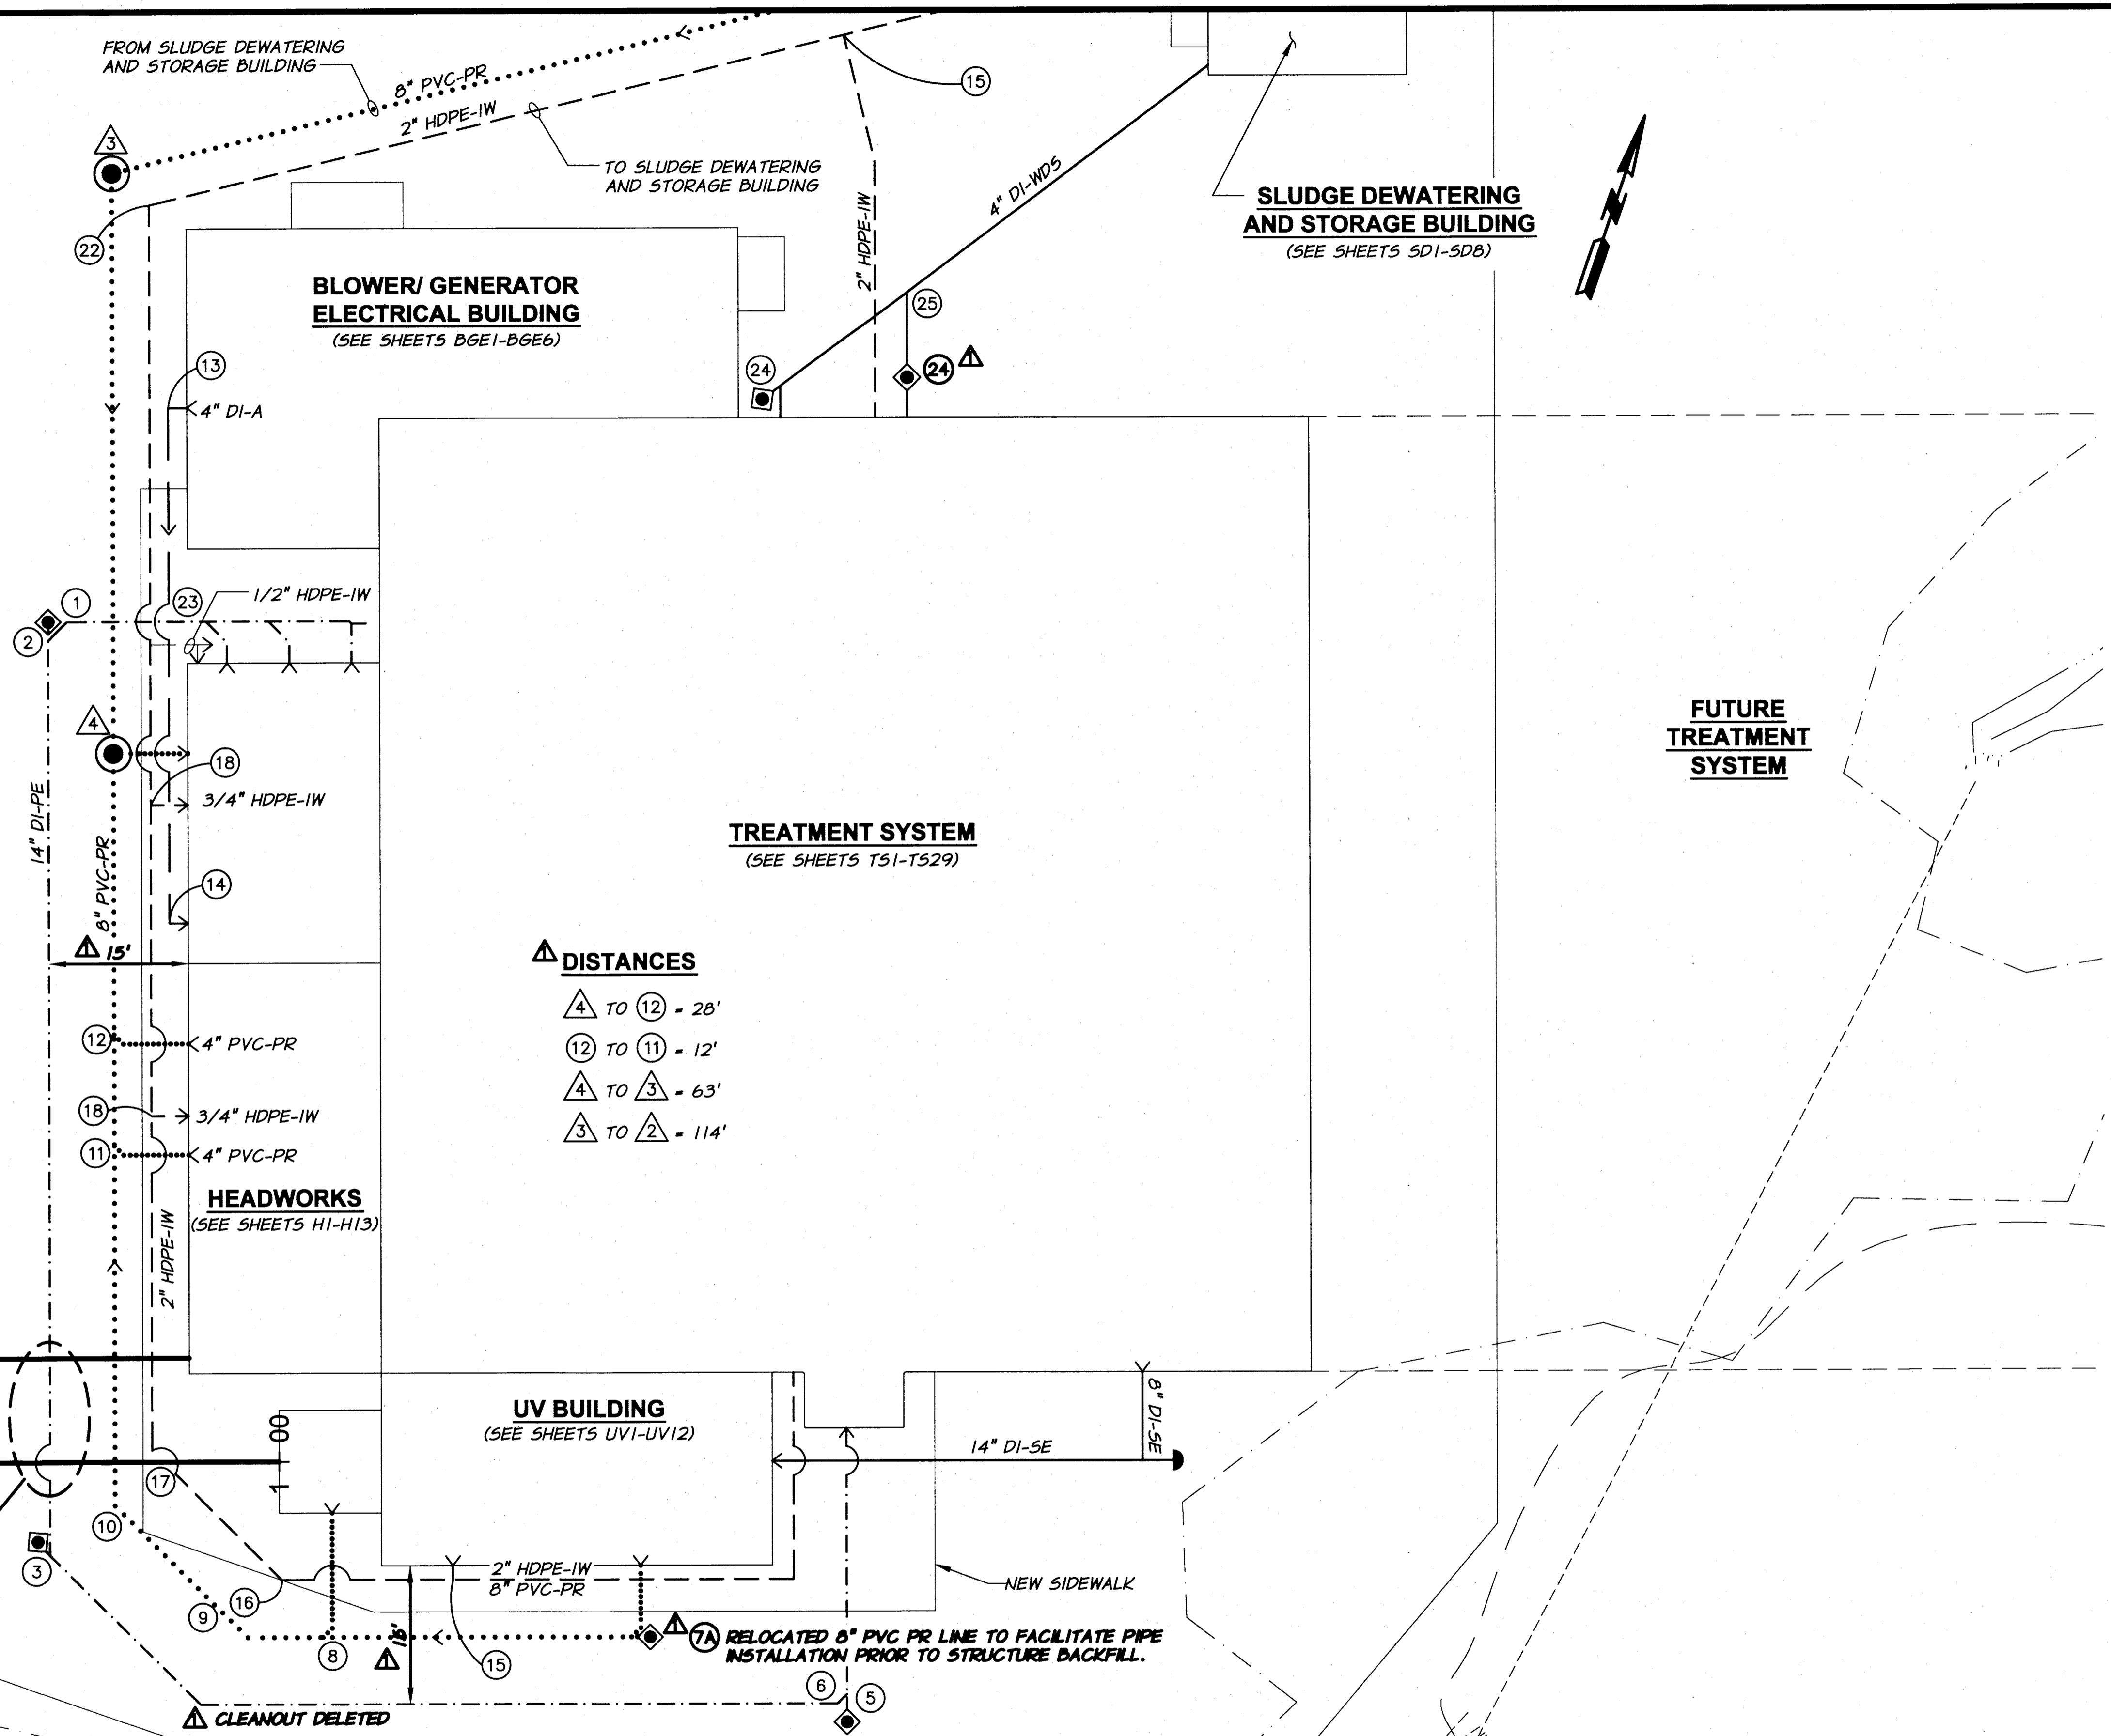 FROM SLUDGE DEWATERING
AND STORAGE BUILDING
8" PVC-PR
2" HDPE-IW
15
3
TO SLUDGE DEWATERING
AND STORAGE BUILDING
4" DI-WDS
2" HDPE-IW
SLUDGE DEWATERING
AND STORAGE BUILDING
(SEE SHEETS SD1-SD8)
22
BLOWER/ GENERATOR
ELECTRICAL BUILDING
(SEE SHEETS BGE1-BGE6)
25
13
24
24 1
4" DI-A
1
2
23
1/2" HDPE-IW
4
18
3/4" HDPE-IW
14" DI-PE
8" PVC-PR
14
FUTURE
TREATMENT
SYSTEM
TREATMENT SYSTEM
(SEE SHEETS TS1-TS29)
1 15'
1 DISTANCES
4 TO 12 = 28'
12 TO 11 = 12'
4 TO 3 = 63'
3 TO 2 = 114'
12
4" PVC-PR
18
3/4" HDPE-IW
11
4" PVC-PR
HEADWORKS
(SEE SHEETS H1-H13)
2" HDPE-IW
UV BUILDING
(SEE SHEETS UV1-UV12)
1 00
14" DI-SE
8" DI-SE
17
10
3
2" HDPE-IW
8" PVC-PR
NEW SIDEWALK
16
9
8
1
15
1 7A RELOCATED 8" PVC PR LINE TO FACILITATE PIPE
INSTALLATION PRIOR TO STRUCTURE BACKFILL.
6
5
1 CLEANOUT DELETED